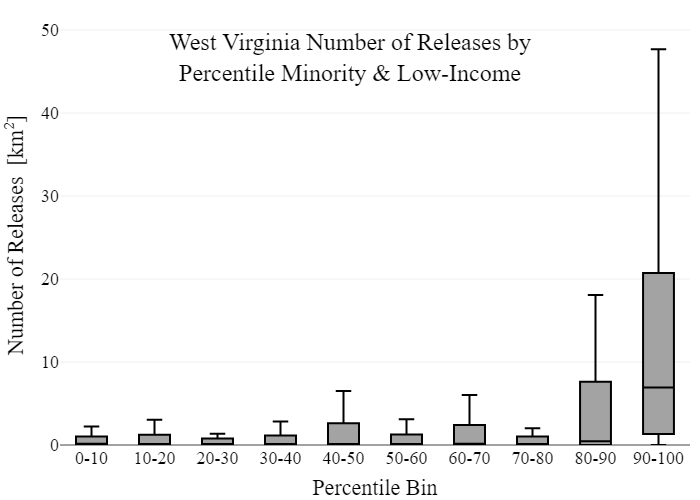 West Virginia Number of Releases by
Percentile Minority & Low-Income
Number of Releases [km²]
50
40
30
20
10
0
0-10 10-20 20-30 30-40 40-50 50-60 60-70 70-80 80-90 90-100
Percentile Bin